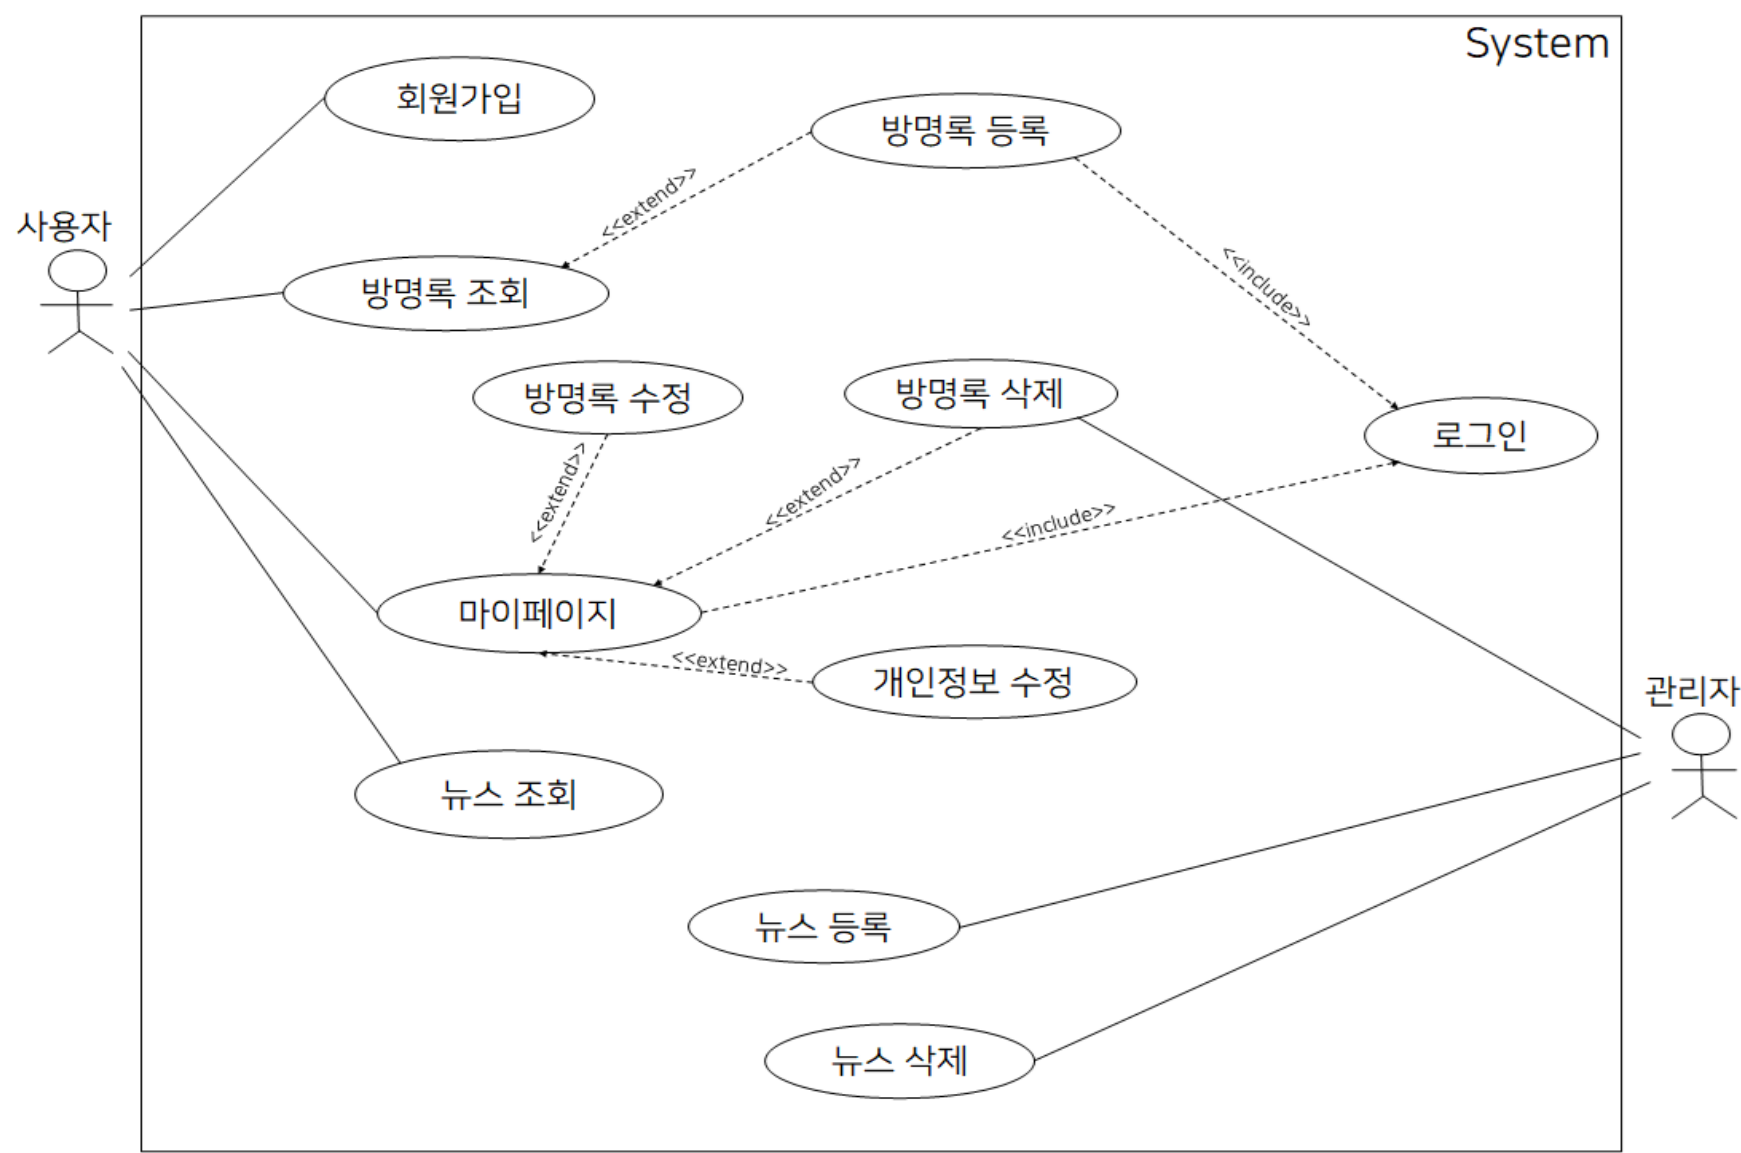 System
회원가입
방명록 등록
<<extend>>
사용자
<<include>>
방명록 조회
방명록 수정
방명록 삭제
로그인
<<extend>>
<<extend>>
<<include>>
마이페이지
<<extend>>
개인정보 수정
관리자
뉴스 조회
뉴스 등록
뉴스 삭제